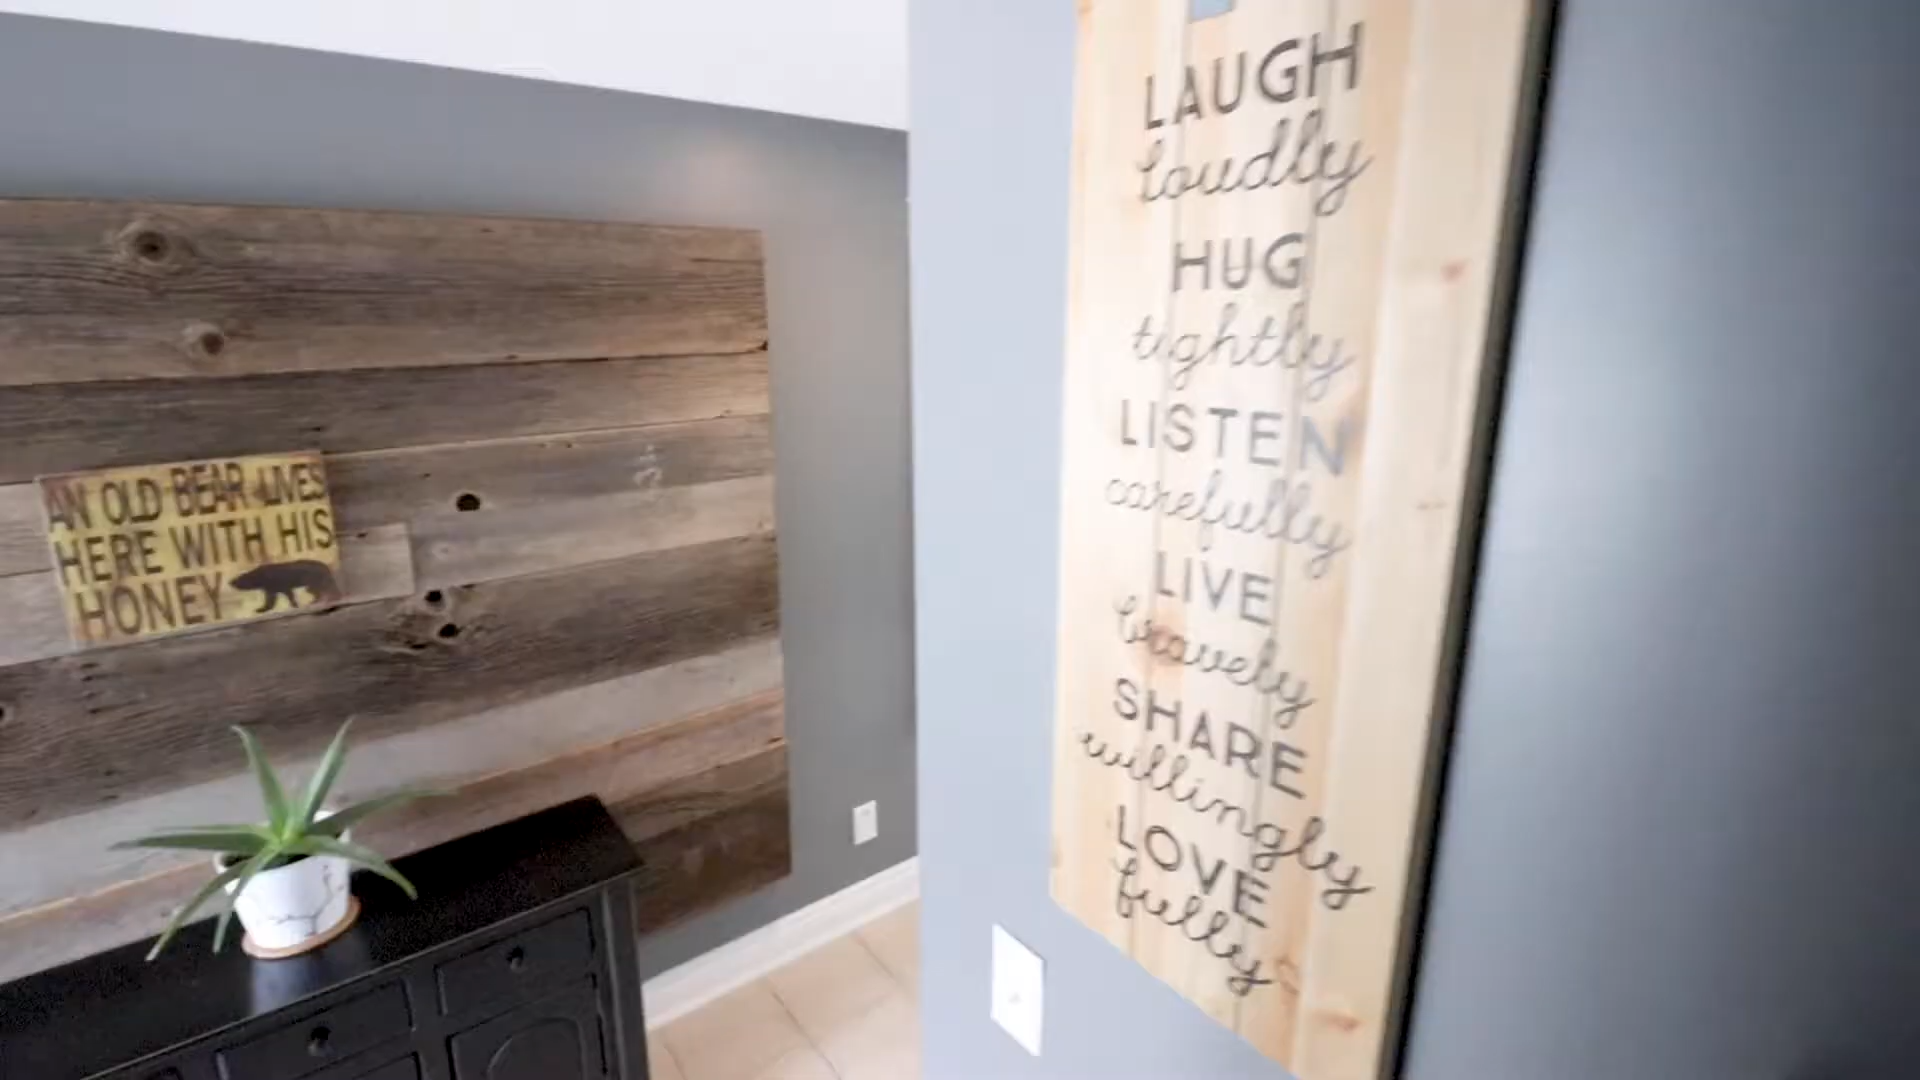 AN OLD BEAR LIVES
HERE WITH HIS
HONEY
LAUGH
loudly
HUG
tightly
LISTEN
carefully
LIVE
bravely
SHARE
willingly
LOVE
fully